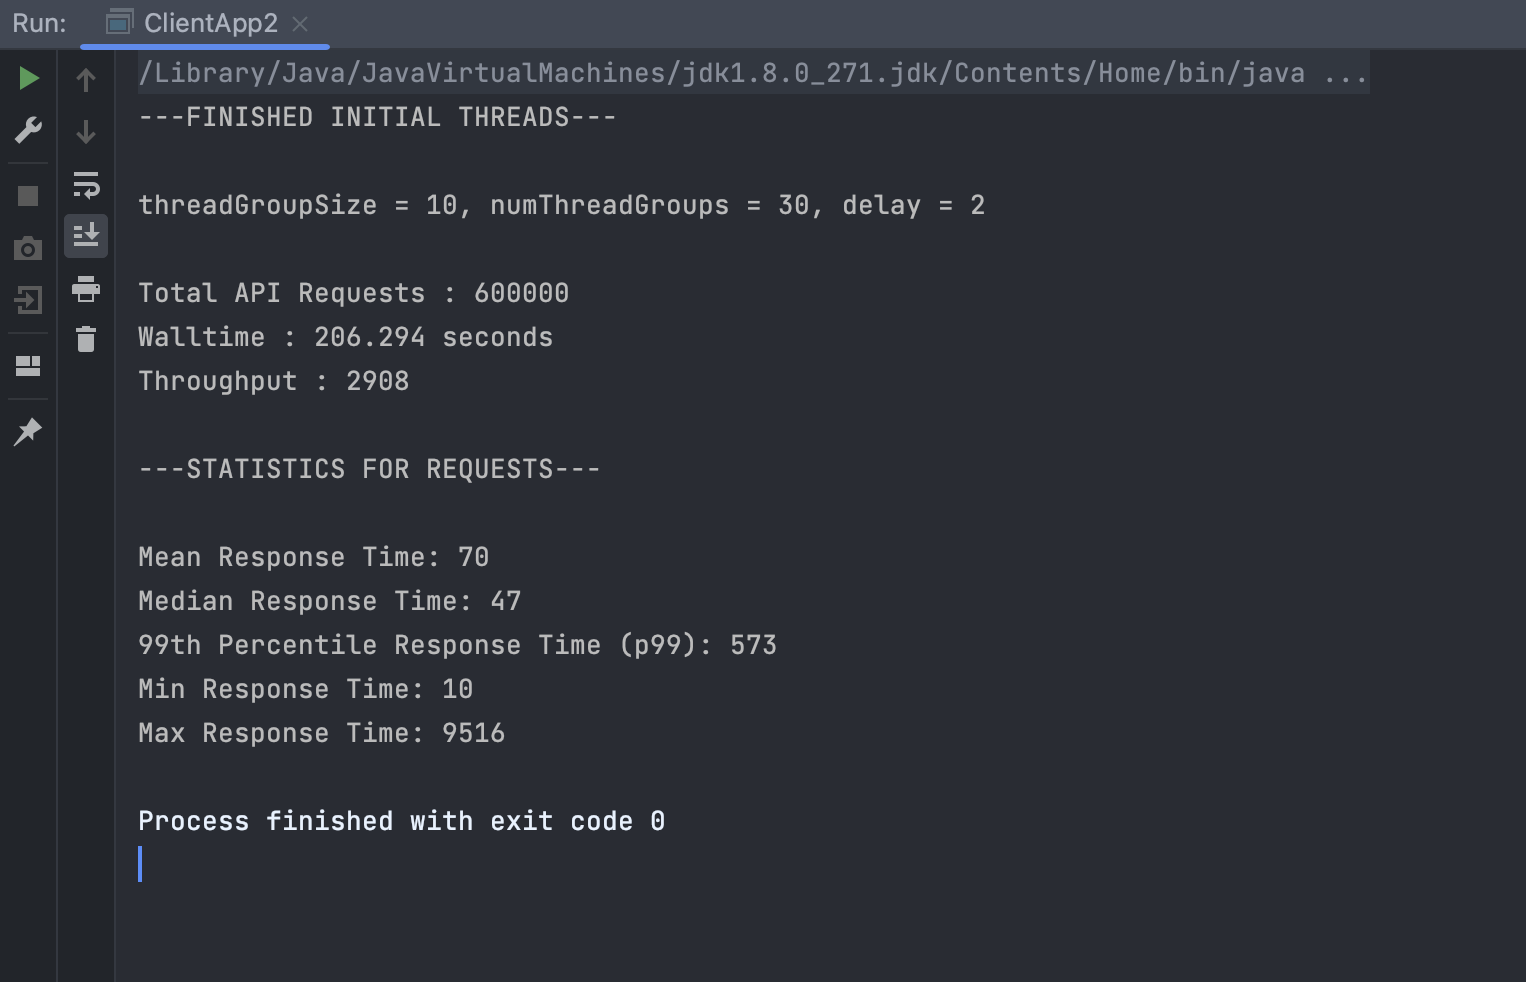 Run: ClientApp2
/Library/Java/JavaVirtualMachines/jdk1.8.0_271.jdk/Contents/Home/bin/java ...
---FINISHED INITIAL THREADS---
threadGroupSize = 10, numThreadGroups = 30, delay = 2
Total API Requests : 600000
Walltime : 206.294 seconds
Throughput : 2908
---STATISTICS FOR REQUESTS---
Mean Response Time: 70
Median Response Time: 47
99th Percentile Response Time (p99): 573
Min Response Time: 10
Max Response Time: 9516
Process finished with exit code 0